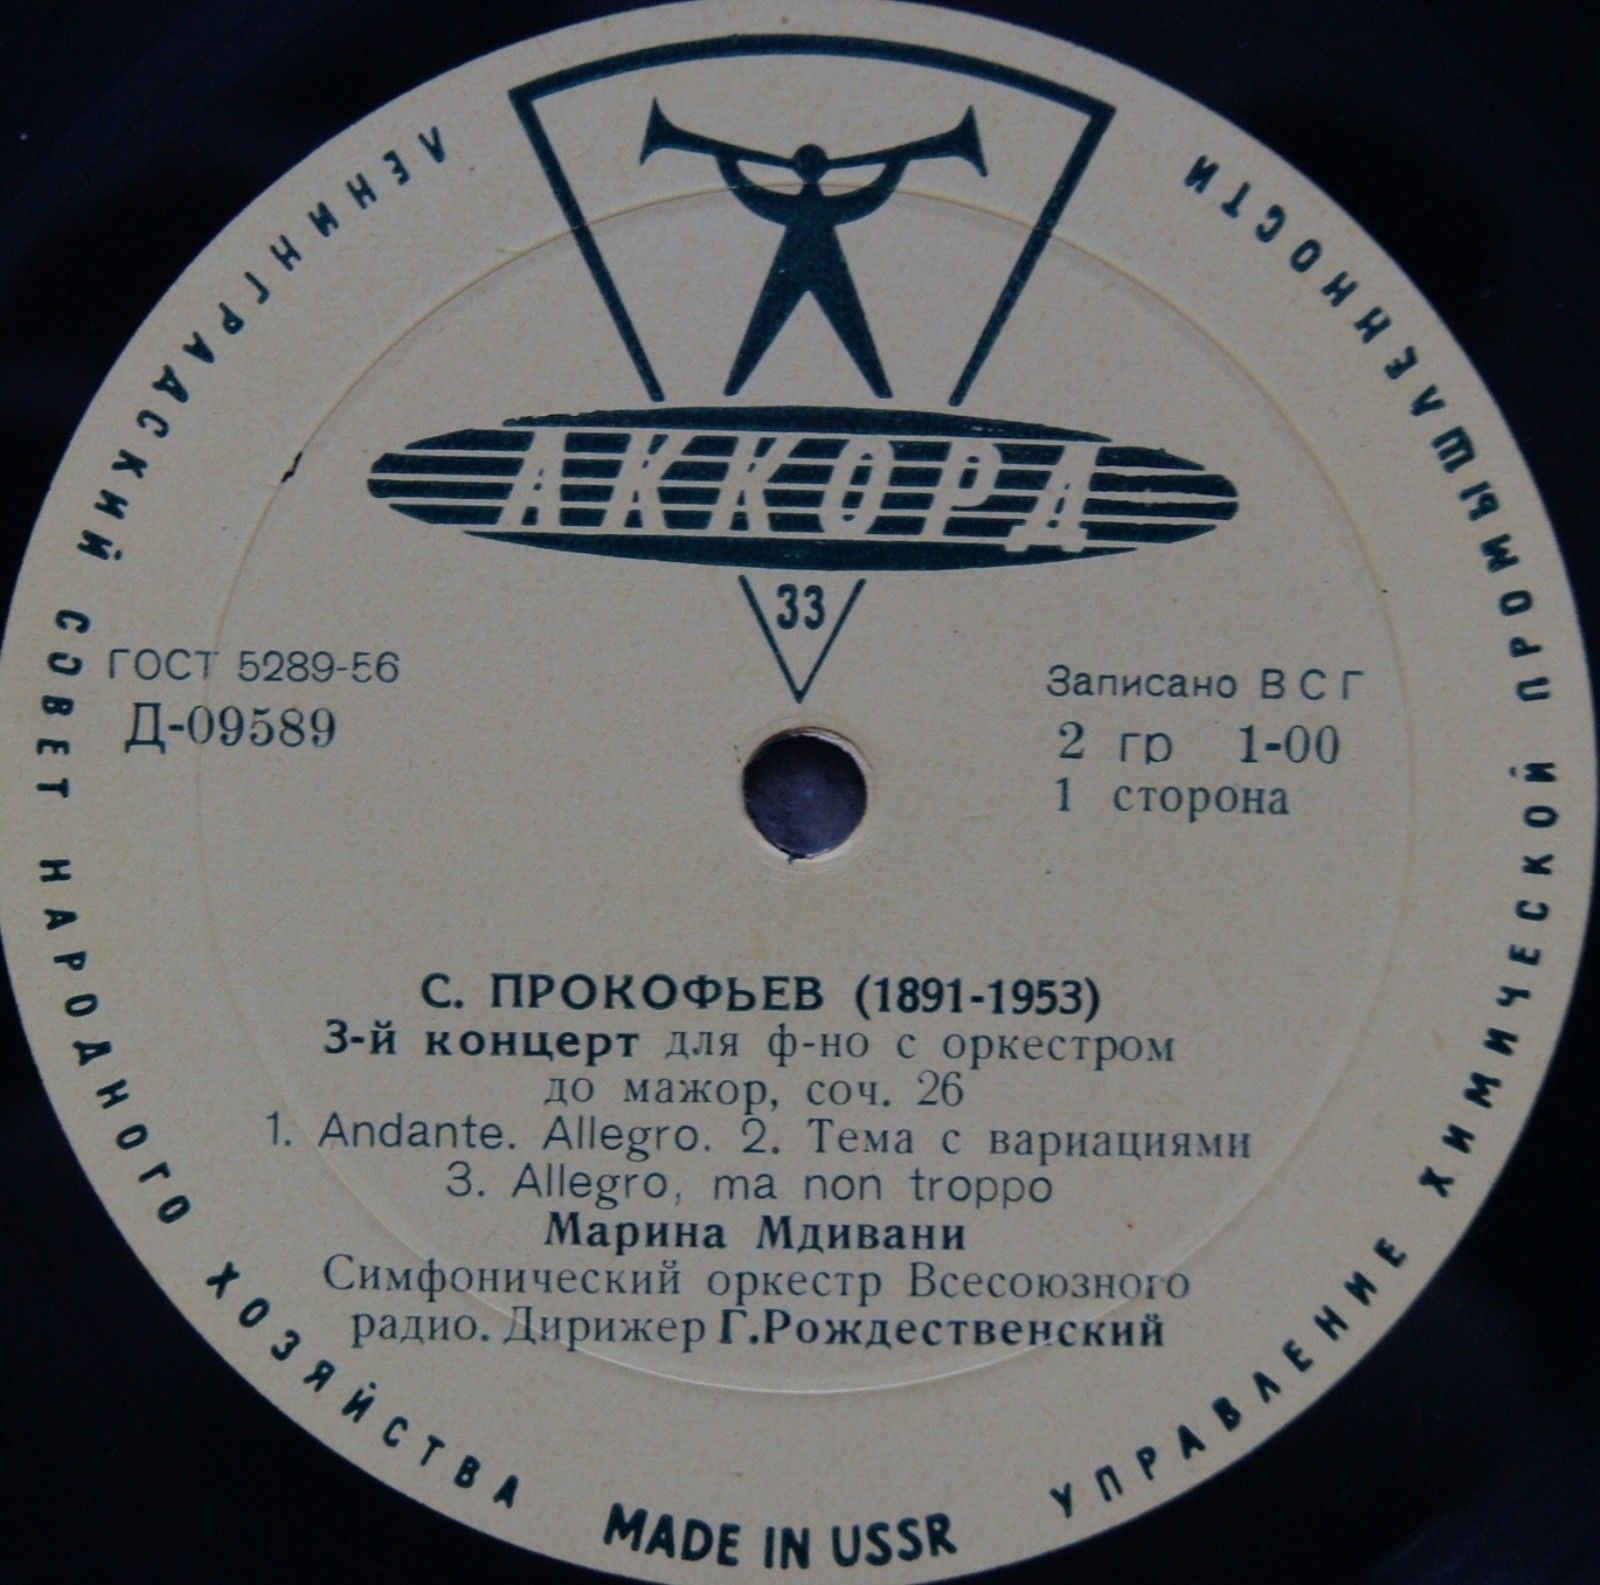 ЛЕНИНГРАДСКИЙ СОВЕТ НАРОДНОГО ХОЗЯЙСТВА
УПРАВЛЕНИЕ ХИМИЧЕСКОЙ ПРОМЫШЛЕННОСТИ
АККОРД
33
ГОСТ 5289-56
Д-09589
Записано ВСГ
2 гр 1-00
1 сторона
С. ПРОКОФЬЕВ (1891-1953)
3-й концерт для ф-но с оркестром
до мажор, соч. 26
1. Andante. Allegro. 2. Тема с вариациями
3. Allegro, ma non troppo
Марина Мдивани
Симфонический оркестр Всесоюзного
радио. Дирижер Г.Рождественский
MADE IN USSR